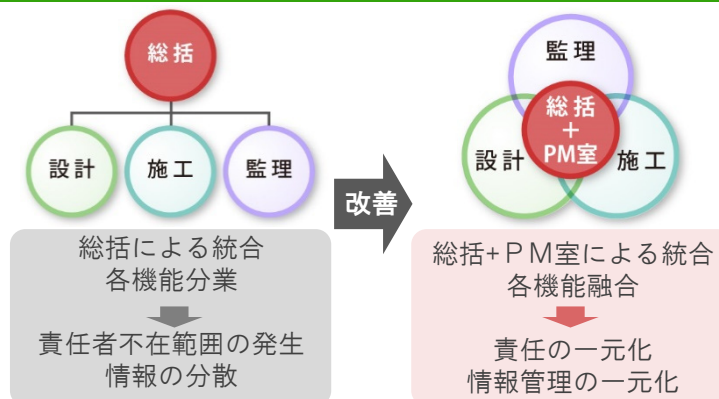 総括
設計
施工
監理
総括による統合
各機能分業
責任者不在範囲の発生
情報の分散
改善
監理
総括
+
PM室
設計
施工
総括+ＰＭ室による統合
各機能融合
責任の一元化
情報管理の一元化